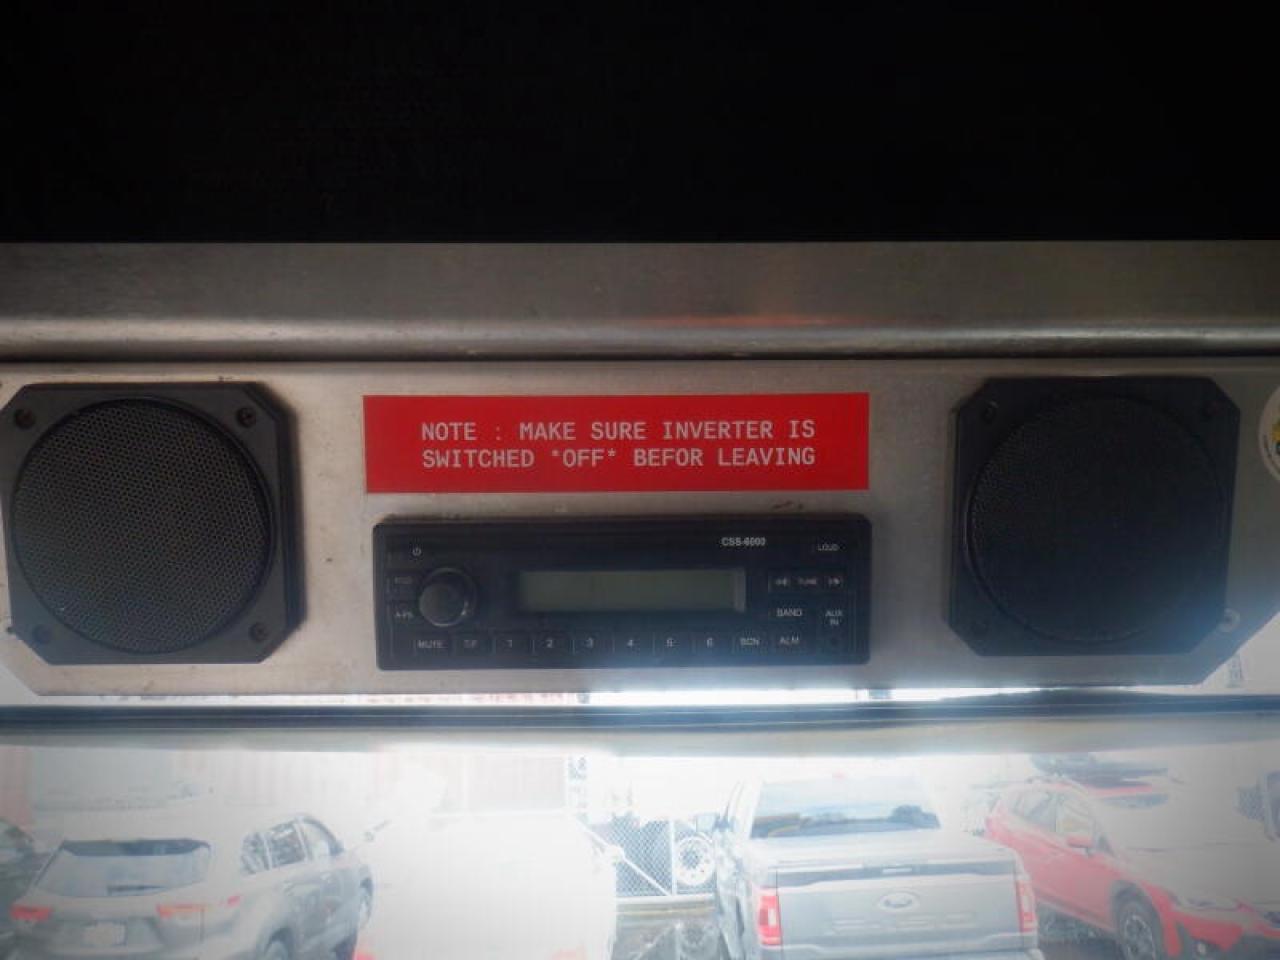 NOTE : MAKE SURE INVERTER IS
SWITCHED *OFF* BEFOR LEAVING
CSS-6000
LOUD
TUNE
A-PS
BAND
AUX
IN
MUTE T/F 1 2 3 4 5 6 SCN ALM